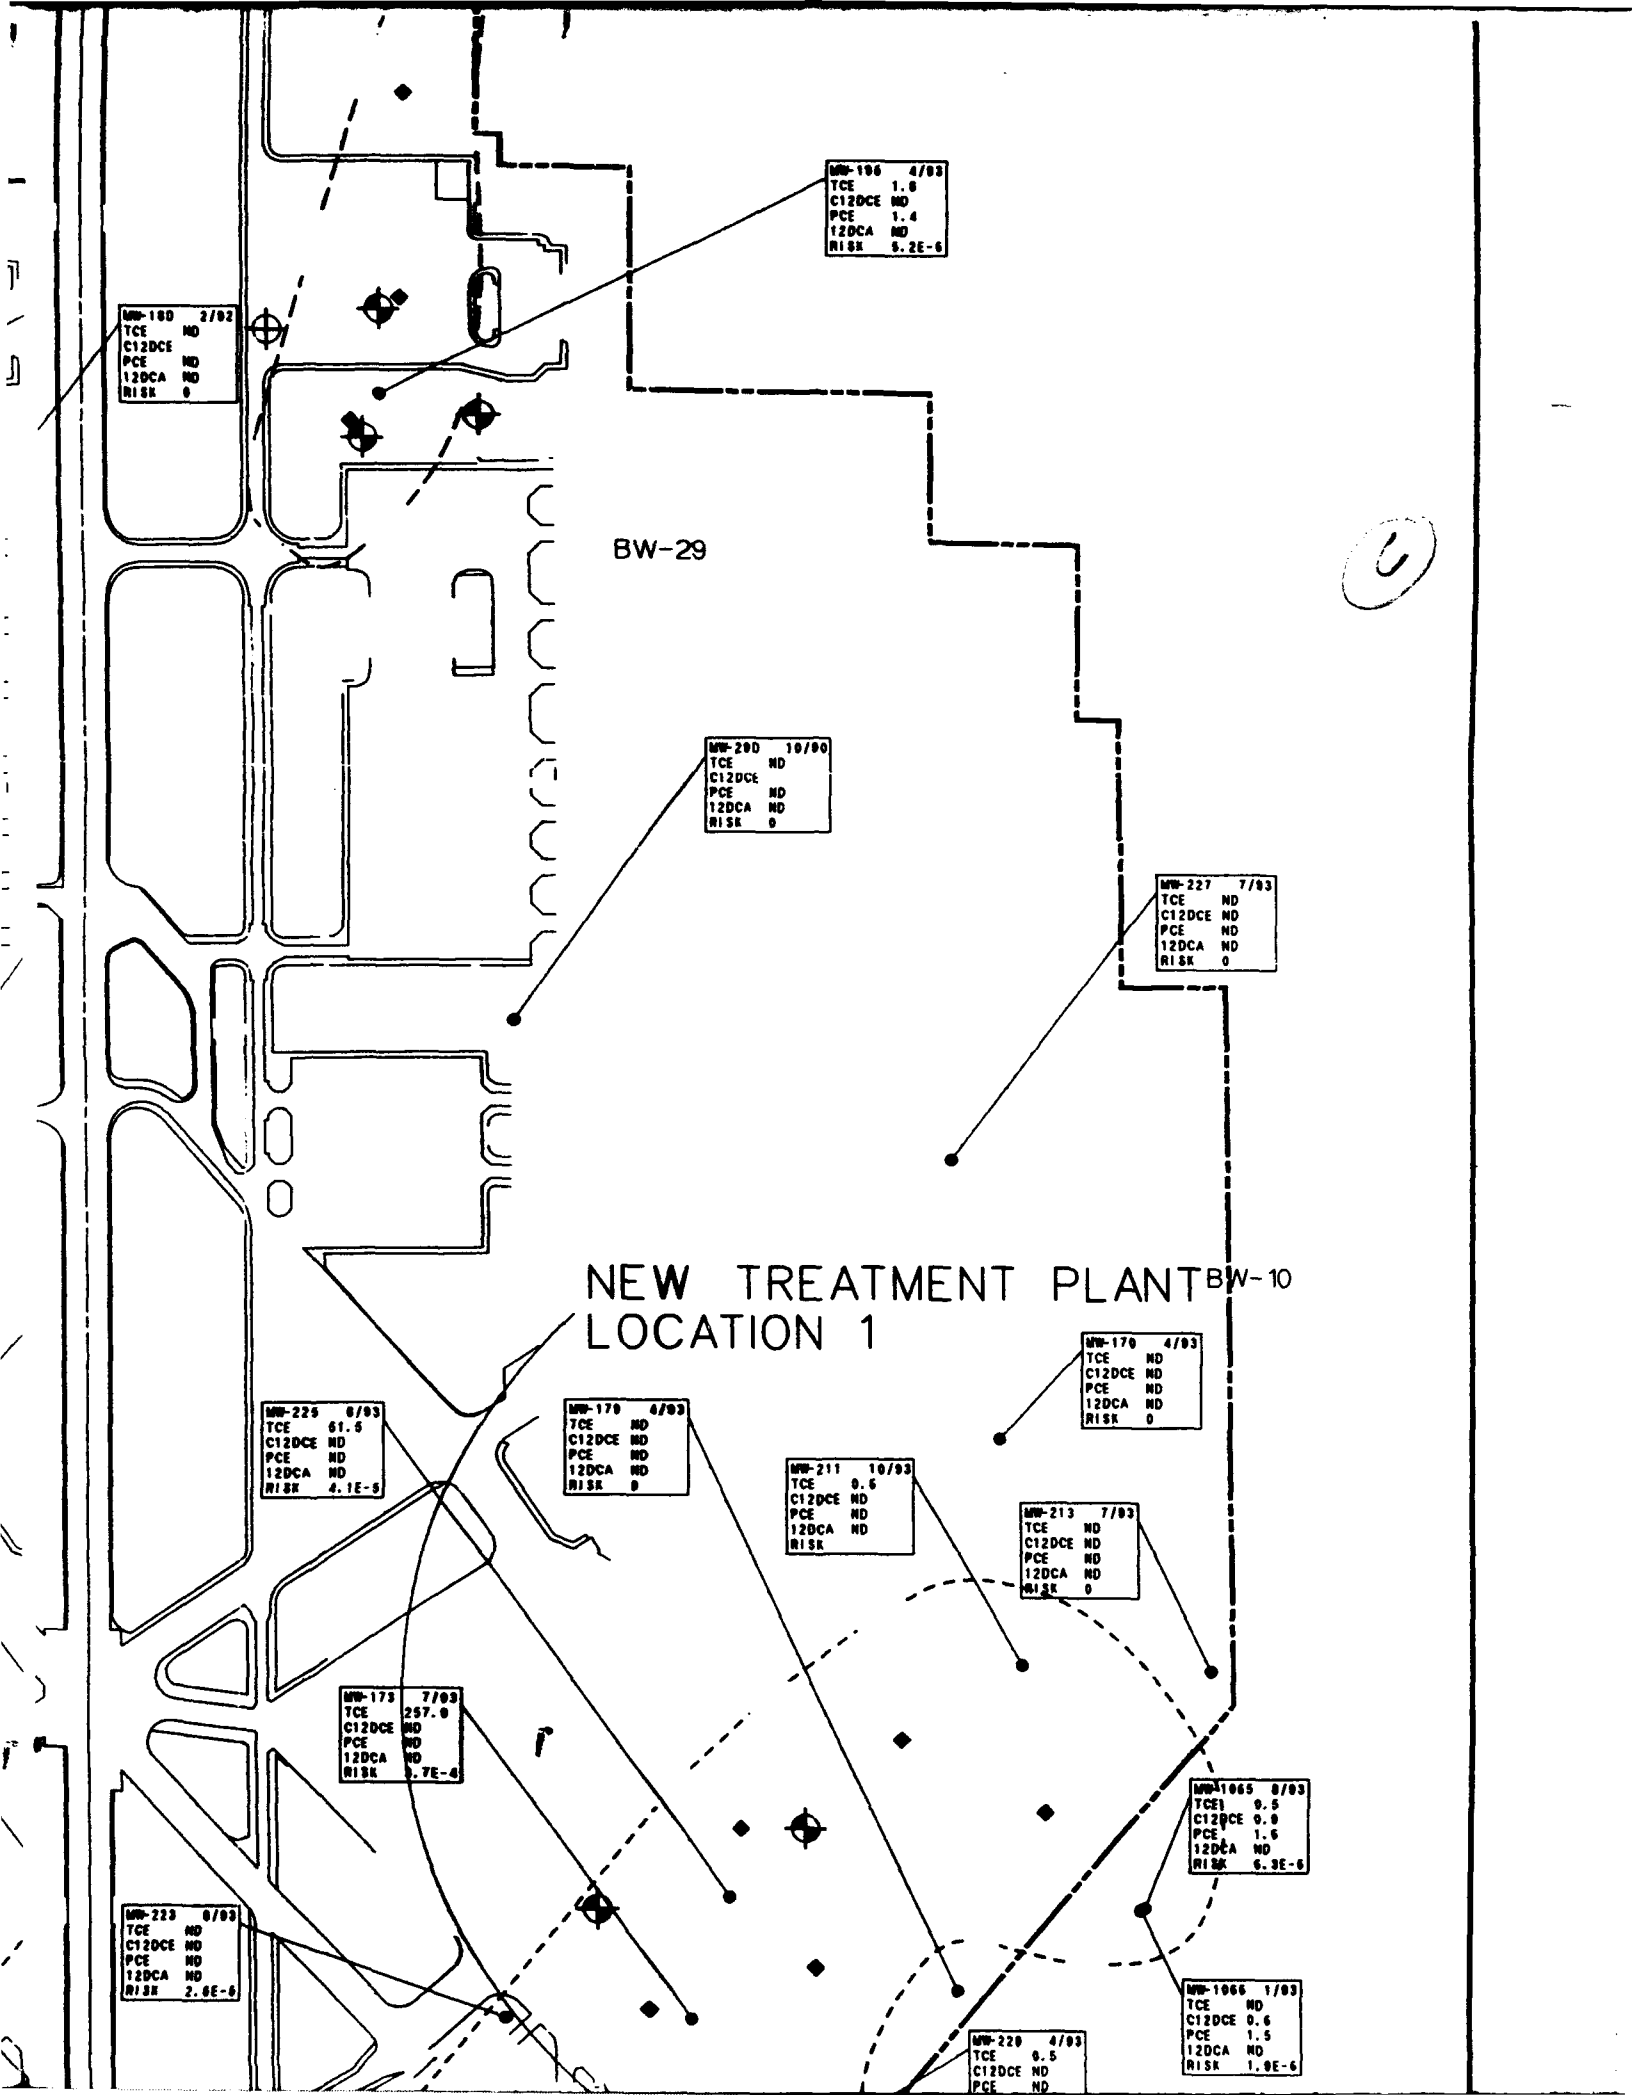 MW-196 4/93
TCE 1.6
C12DCE ND
PCE 1.4
12DCA ND
RISK 5.2E-6
MW-18D 2/92
TCE ND
C12DCE
PCE ND
12DCA ND
RISK 0
BW-29
MW-29D 10/90
TCE ND
C12DCE
PCE ND
12DCA ND
RISK 0
MW-227 7/93
TCE ND
C12DCE ND
PCE ND
12DCA ND
RISK 0
NEW TREATMENT PLANT
LOCATION 1
BW-10
MW-170 4/93
TCE ND
C12DCE ND
PCE ND
12DCA ND
RISK 0
MW-225 6/93
TCE 61.5
C12DCE ND
PCE ND
12DCA ND
RISK 4.1E-5
MW-179 4/93
TCE ND
C12DCE ND
PCE ND
12DCA ND
RISK 0
MW-211 10/93
TCE 0.6
C12DCE ND
PCE ND
12DCA ND
RISK
MW-213 7/93
TCE ND
C12DCE ND
PCE ND
12DCA ND
RISK 0
MW-173 7/93
TCE 257.0
C12DCE ND
PCE ND
12DCA ND
RISK
MW-1065 8/93
TCE 0.5
C12DCE 0.9
PCE 1.6
12DCA ND
RISK 6.3E-6
MW-223 6/93
TCE ND
C12DCE ND
PCE ND
12DCA ND
RISK 2.6E-6
MW-1066 1/93
TCE ND
C12DCE 0.6
PCE 1.5
12DCA ND
RISK 1.9E-6
MW-229 4/93
TCE 0.5
C12DCE ND
PCE ND